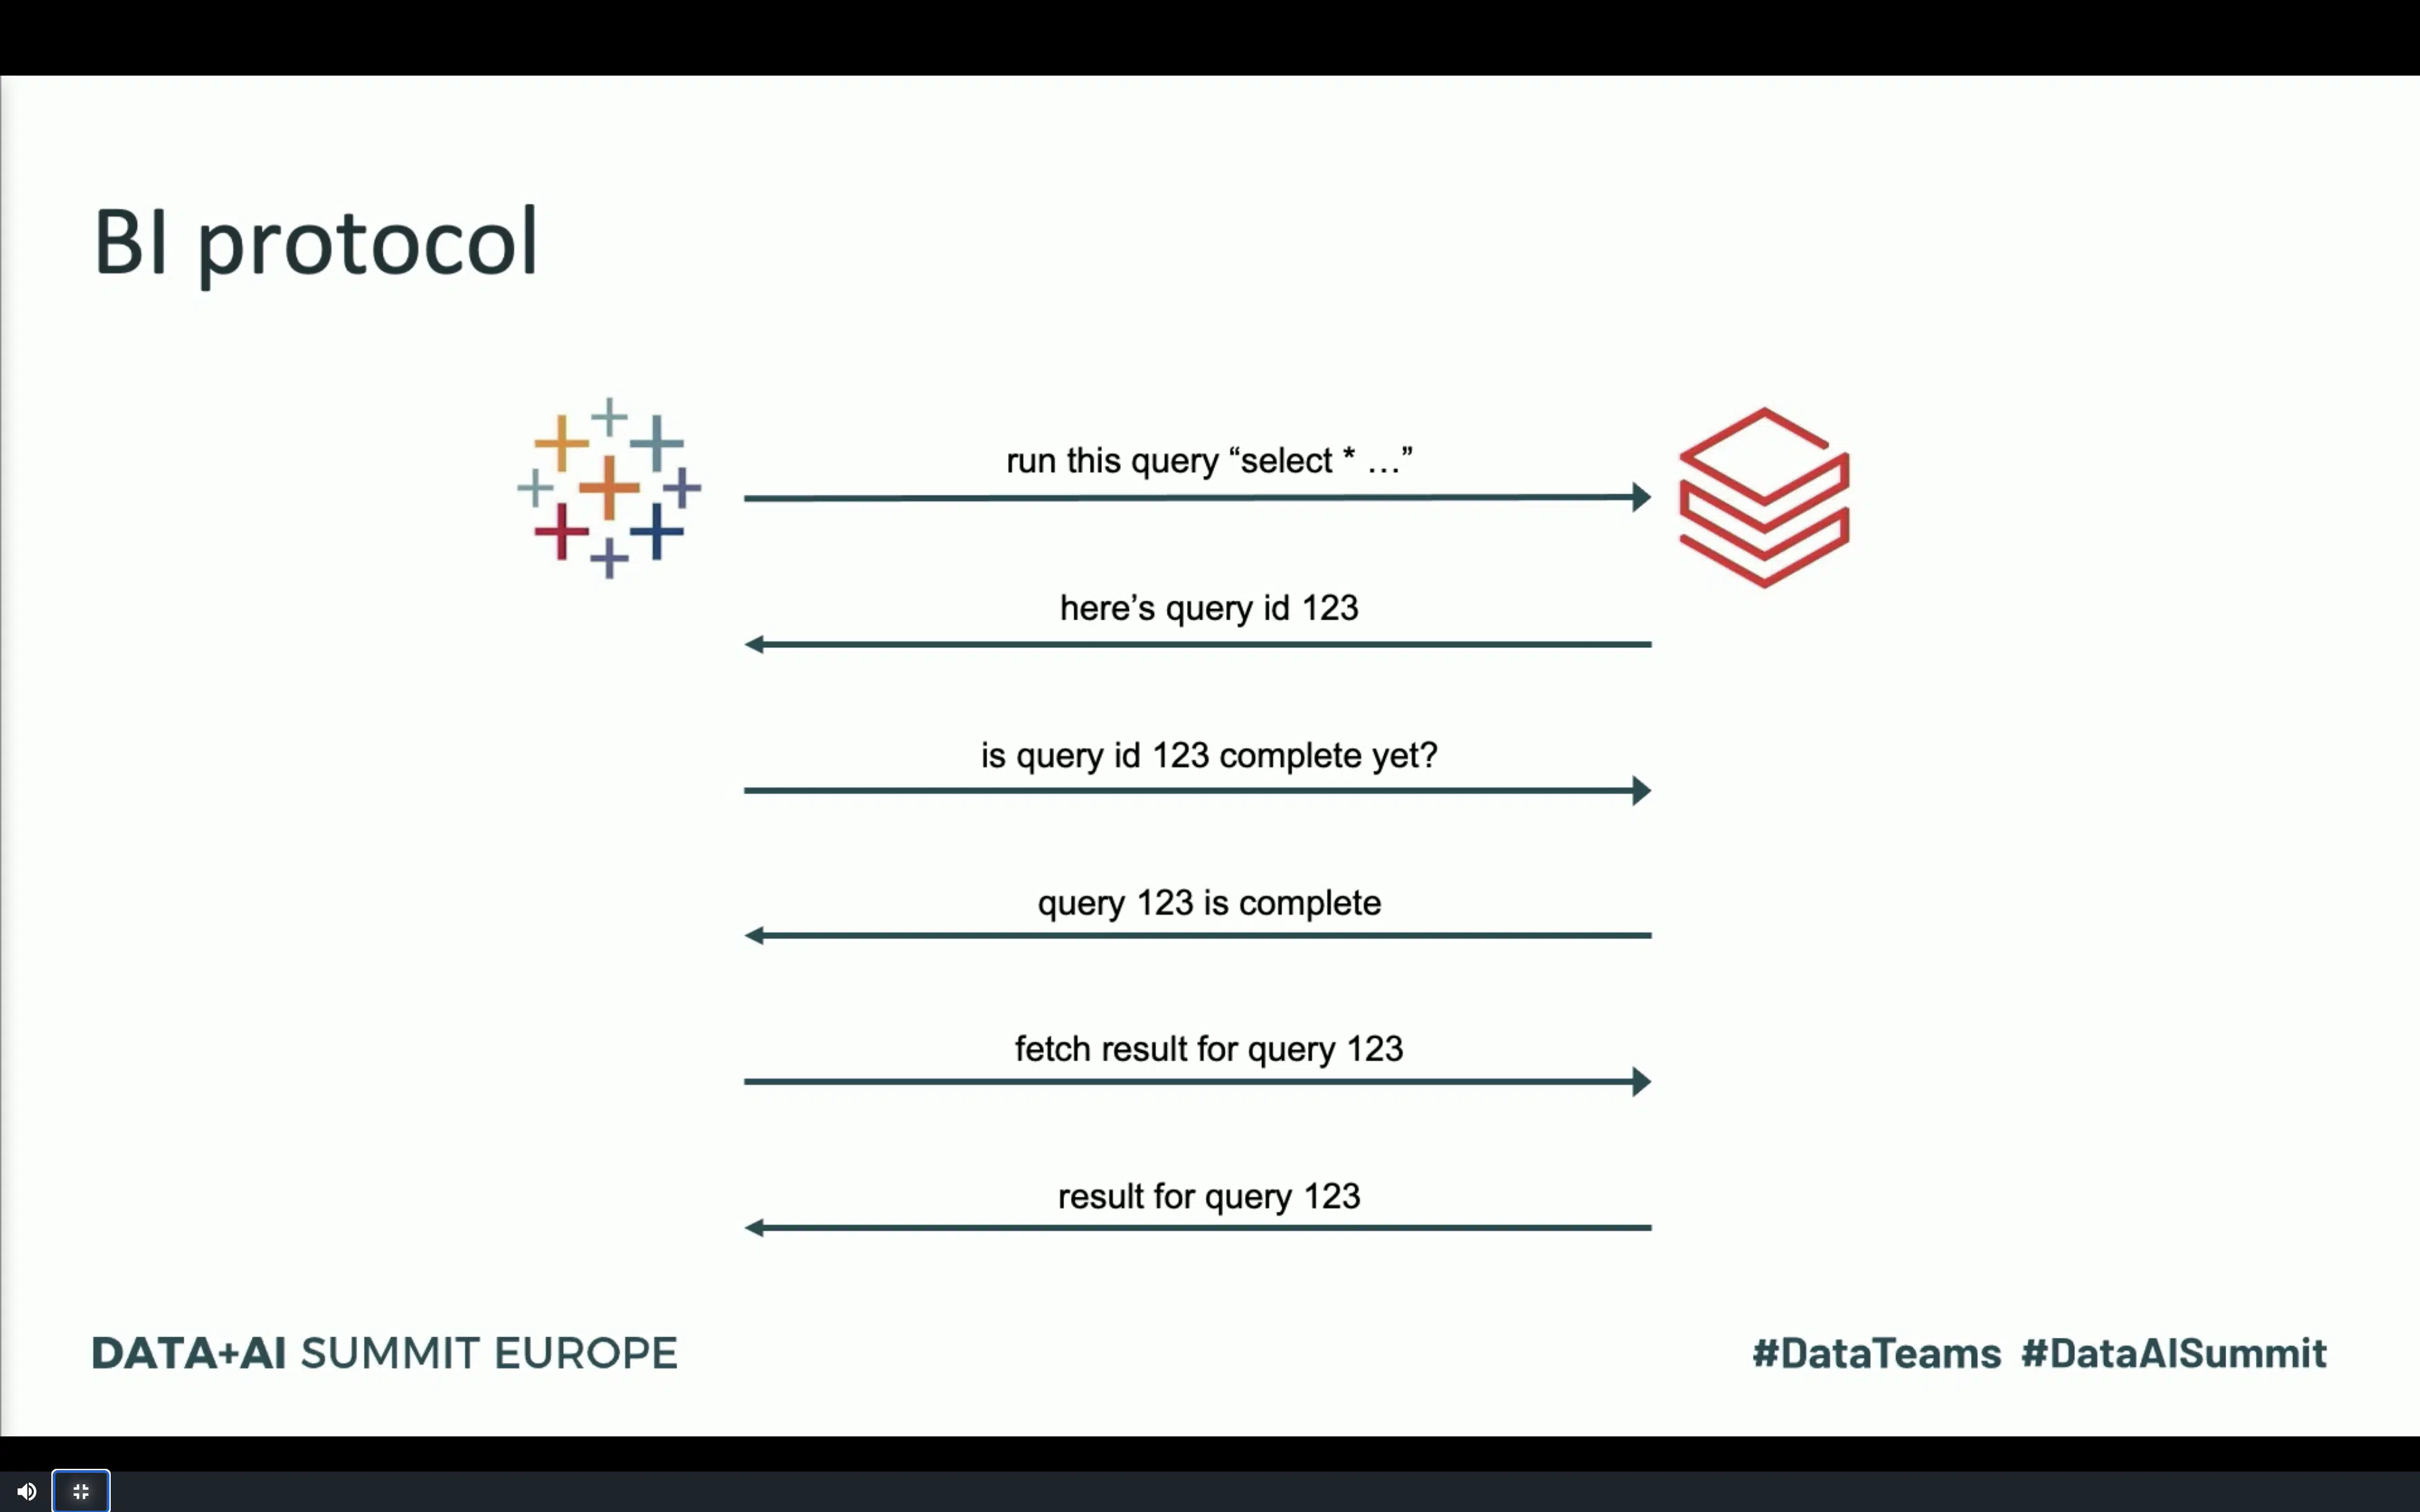 BI protocol
run this query “select * …”
here’s query id 123
is query id 123 complete yet?
query 123 is complete
fetch result for query 123
result for query 123
DATA+AI SUMMIT EUROPE
#DataTeams #DataAISummit